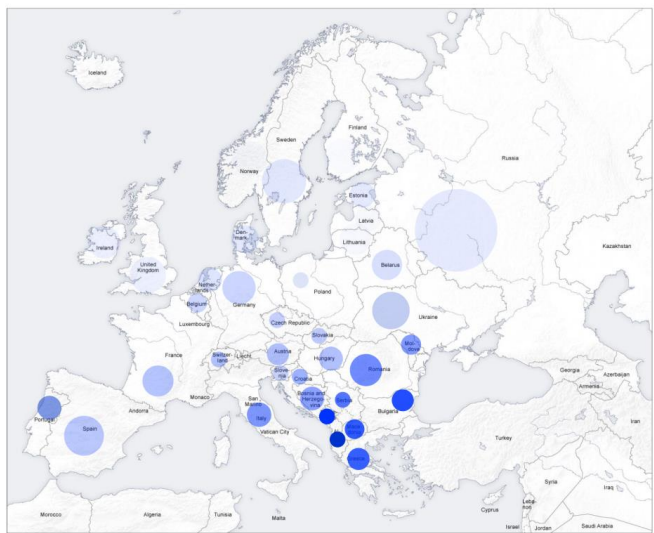 Iceland
Finland
Sweden
Norway
Russia
Estonia
Latvia
Den-
mark
Lithuania
Ireland
United
Kingdom
Kazakhstan
Belarus
Nether-
lands
Poland
Belgium
Germany
Ukraine
Luxembourg
Czech Republic
Slovakia
Mol-
dova
France
Switzer-
land
Liecht.
Austria
Hungary
Slove-
nia
Romania
Croatia
Andorra
Monaco
San
Marino
Bosnia and
Herzego-
vina
Serbia
Georgia
Azerbaijan
Armenia
Portugal
Spain
Italy
Bulgaria
Vatican City
Turkey
Iran
Greece
Syria
Iraq
Morocco
Algeria
Tunisia
Malta
Cyprus
Leba-
non
Israel
Jordan
Saudi Arabia